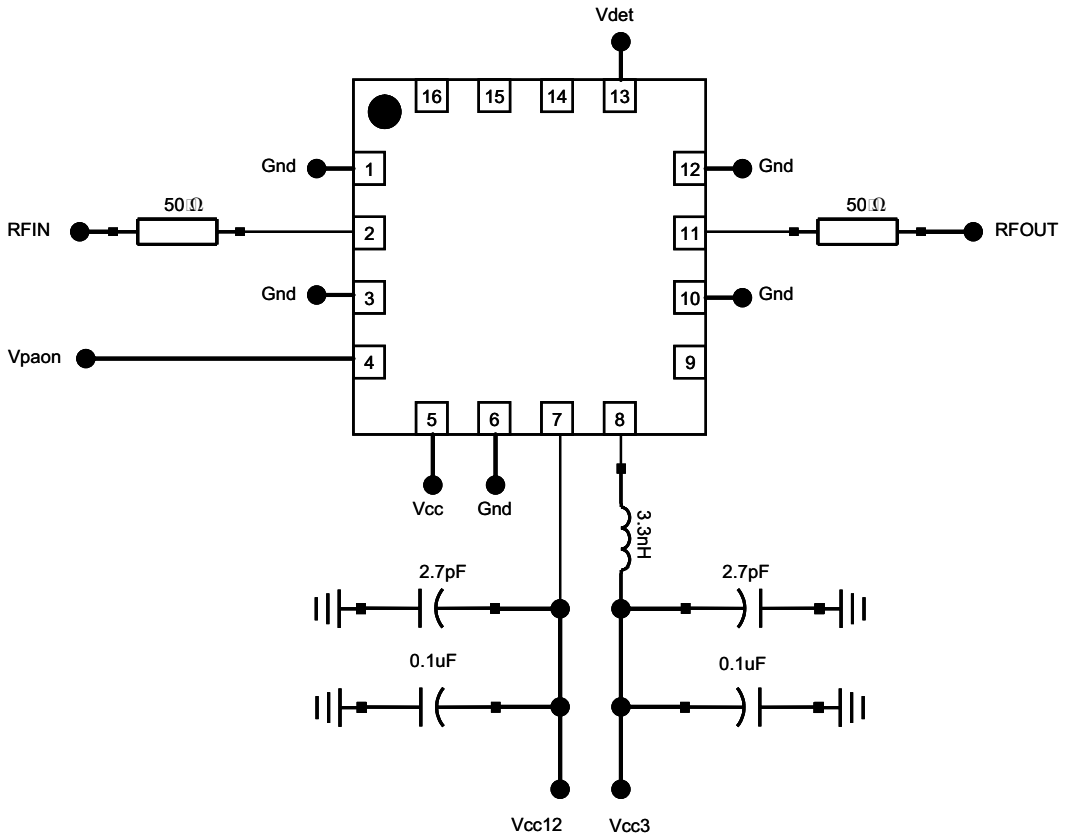 Vdet
16
15
14
13
Gnd
1
12
Gnd
RFIN
50Ω
2
11
50Ω
RFOUT
Gnd
3
10
Gnd
Vpaon
4
9
5
6
7
8
Vcc
Gnd
3.3nH
2.7pF
2.7pF
0.1uF
0.1uF
Vcc12
Vcc3